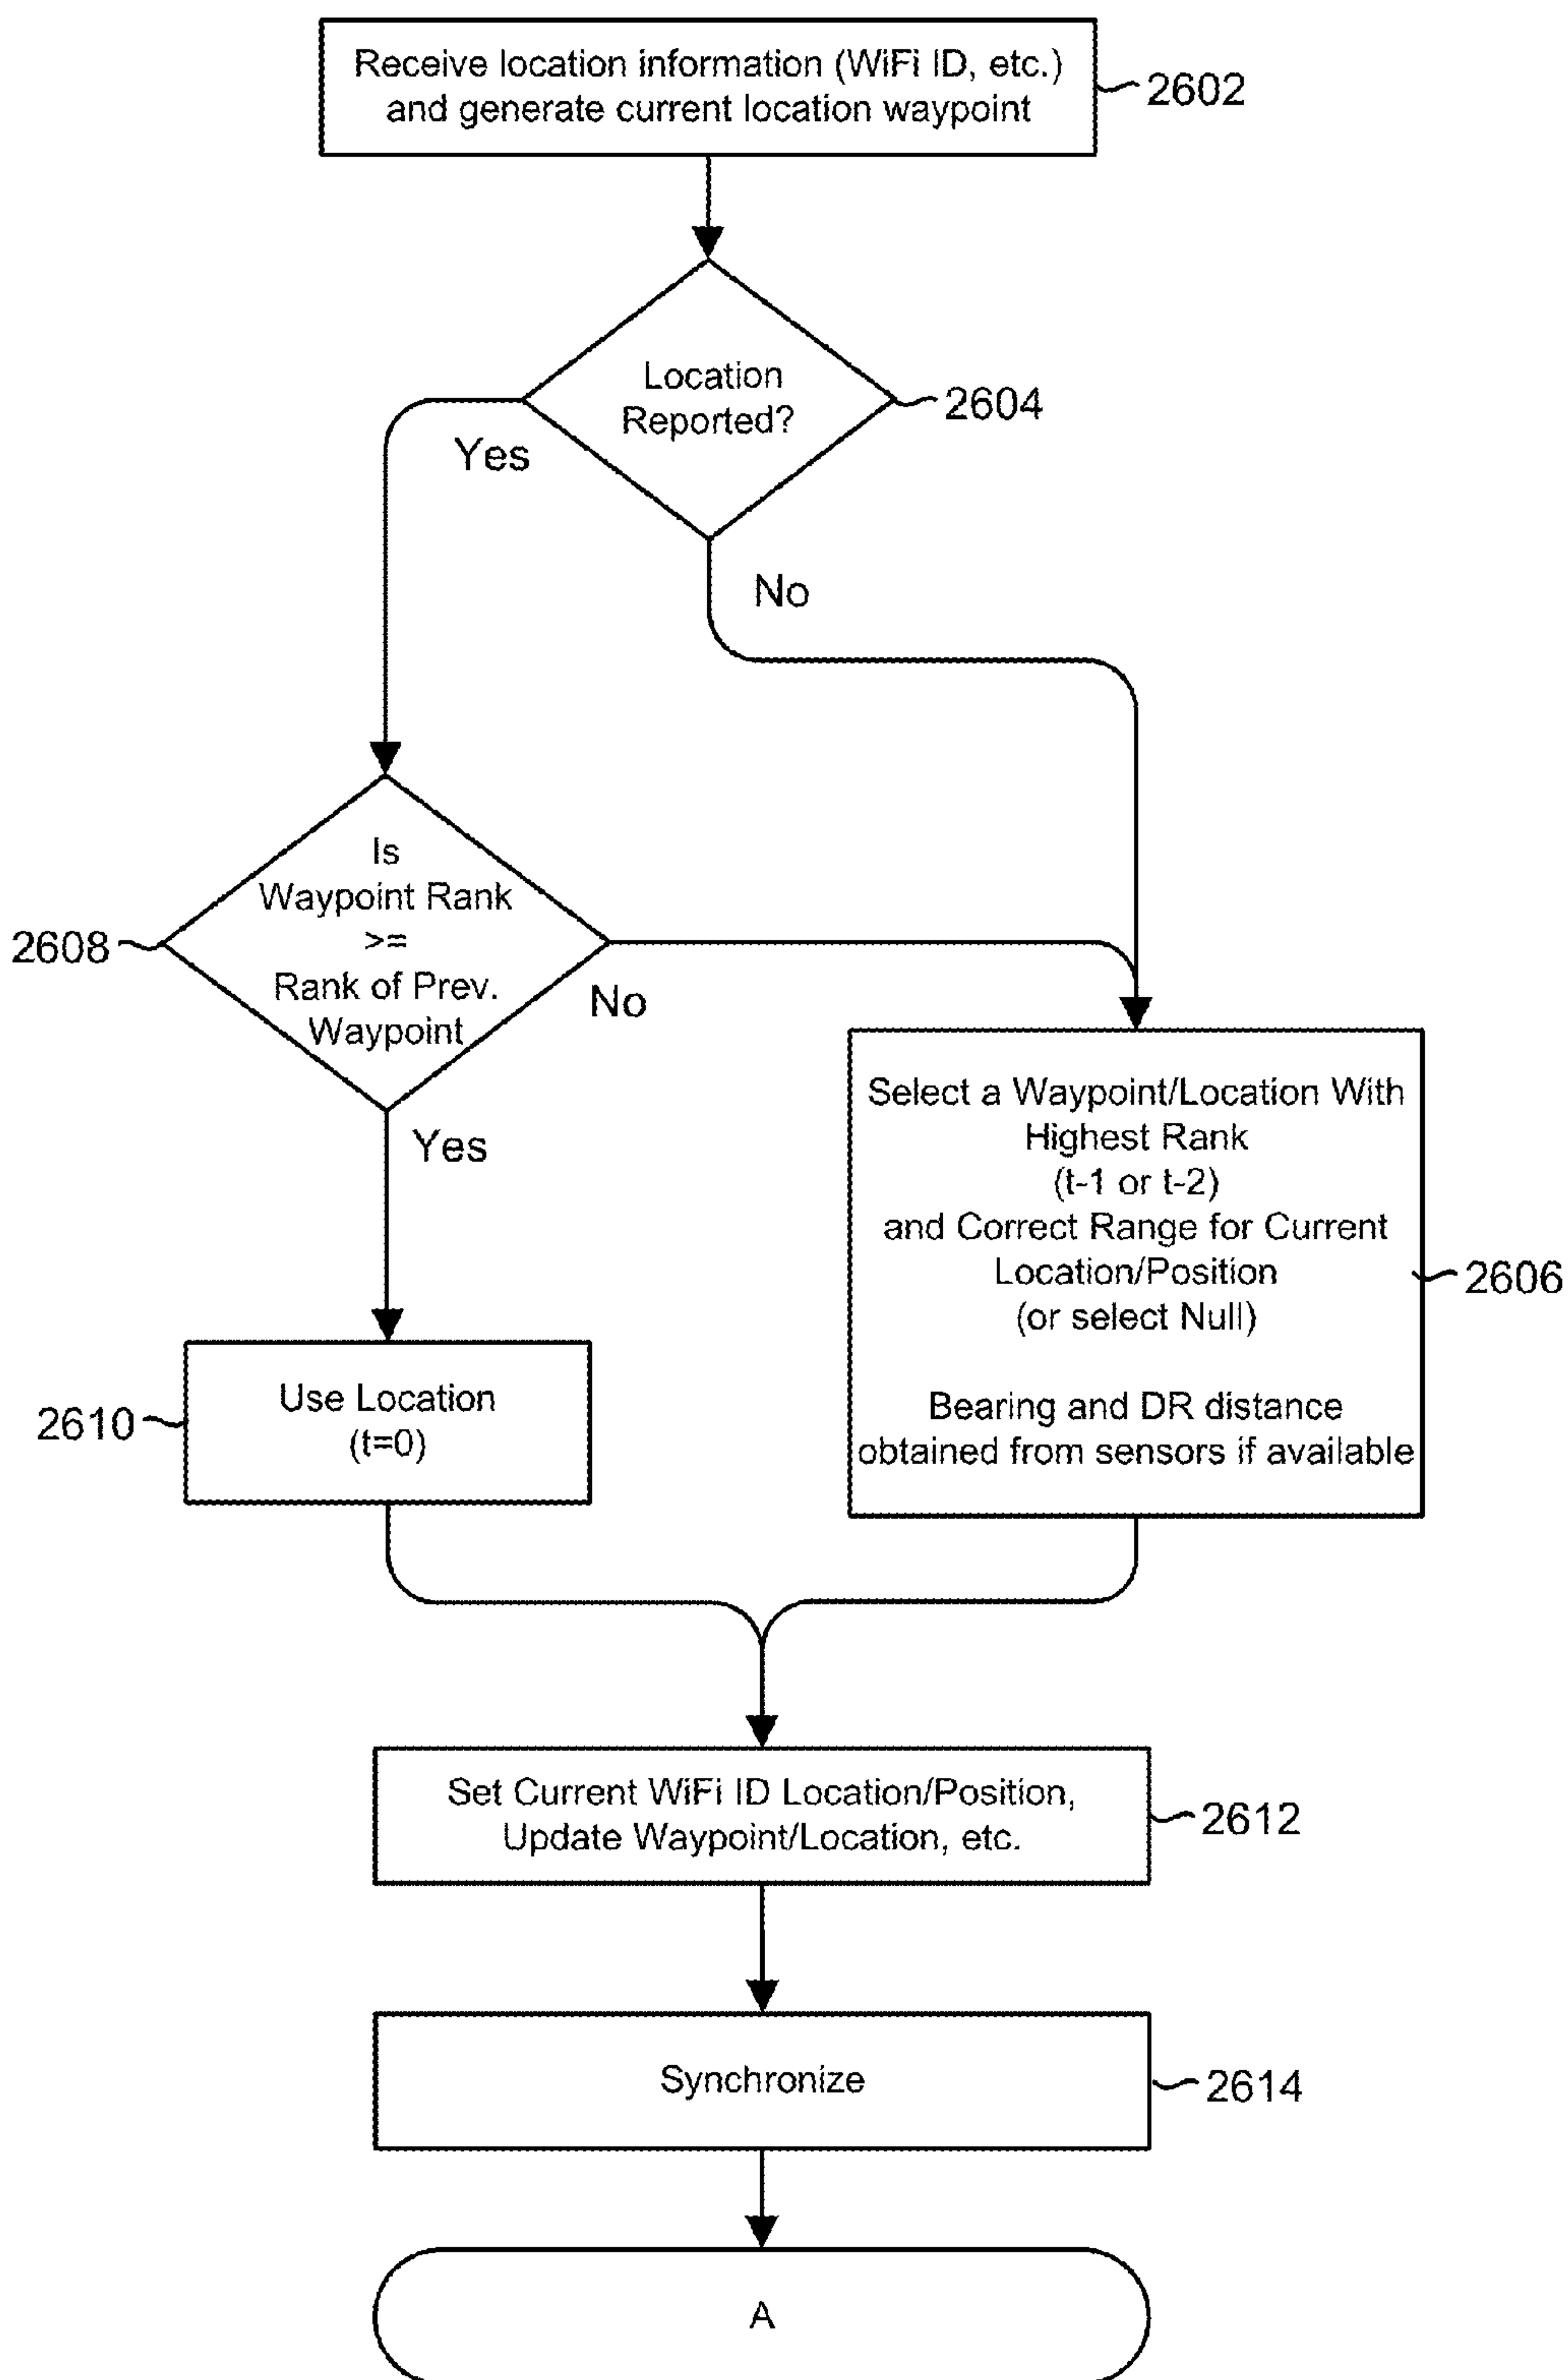 Receive location information (WiFi ID, etc.)
and generate current location waypoint
2602
Location
Reported?
2604
Yes
No
Is
Waypoint Rank
>=
Rank of Prev.
Waypoint
2608
No
Yes
Select a Waypoint/Location With
Highest Rank
(t-1 or t-2)
and Correct Range for Current
Location/Position
(or select Null)
Bearing and DR distance
obtained from sensors if available
2606
Use Location
(t=0)
2610
Set Current WiFi ID Location/Position,
Update Waypoint/Location, etc.
2612
Synchronize
2614
A